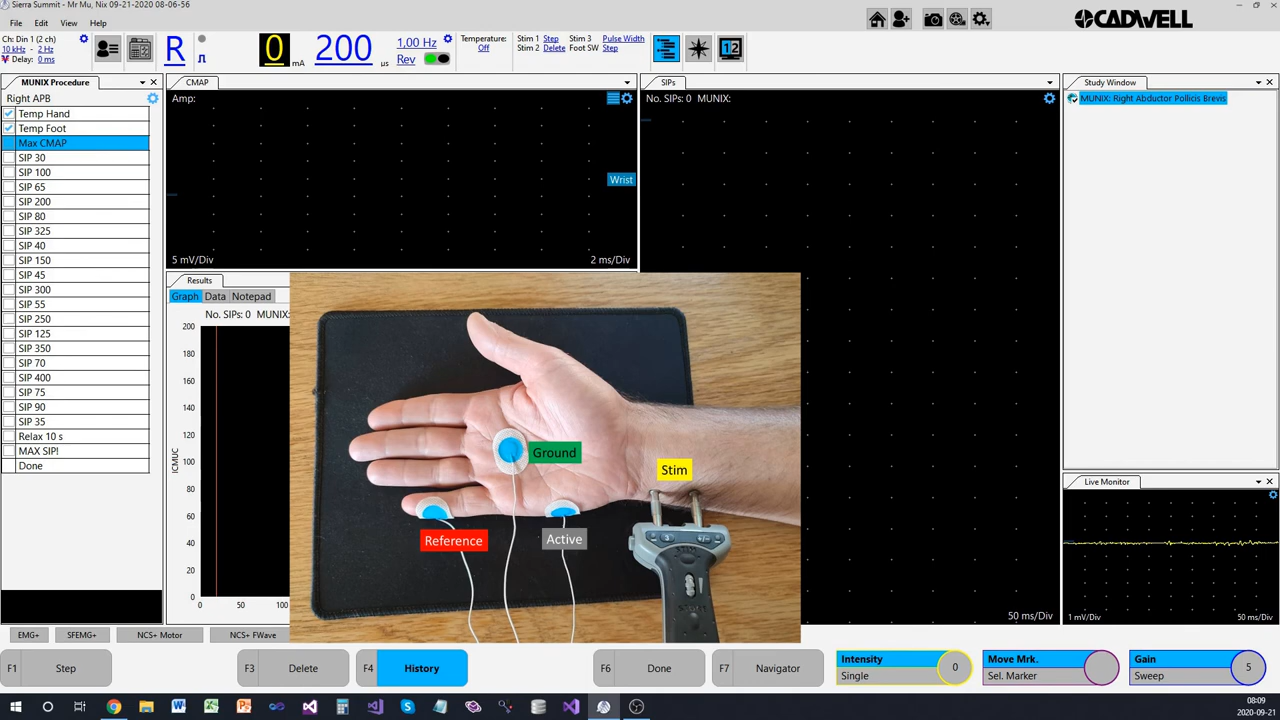 Sierra Summit - Mr Mu, Nix 09-21-2020 08-06-56
File Edit View Help
CADWELL
Ch: Din 1 (2 tc)
10 kHz - 2 Hz
Delay: 0 ms
R
0 mA
200 us
1,00 Hz
Rev
Temperature:
Off
Stim 1 Step
Stim 2 Delete
Stim 3 Pulse Width
Foot SW Step
12
MUNIX Procedure
Right APB
Temp Hand
Temp Foot
Max CMAP
SIP 30
SIP 100
SIP 65
SIP 200
SIP 80
SIP 325
SIP 40
SIP 150
SIP 45
SIP 300
SIP 55
SIP 250
SIP 125
SIP 350
SIP 70
SIP 400
SIP 75
SIP 90
SIP 35
Relax 10 s
MAX SIP!
Done
CMAP
Amp:
Wrist
5 mV/Div 2 ms/Div
Results
Graph Data Notepad
No. SIPs: 0 MUNIX:
ICMUC
200
180
160
140
120
100
80
60
40
20
0
0 50 100
Ground
Stim
Reference
Active
SIPs
No. SIPs: 0 MUNIX:
50 ms/Div
Study Window
MUNIX: Right Abductor Pollicis Brevis
Live Monitor
1 mV/Div 50 ms/Div
EMG+ SFEMG+ NCS+ Motor NCS+ FWave
F1 Step
F3 Delete
F4 History
F6 Done
F7 Navigator
Intensity
Single
0
Move Mrk.
Sel. Marker
Gain
Sweep
5
08:09
2020-09-21